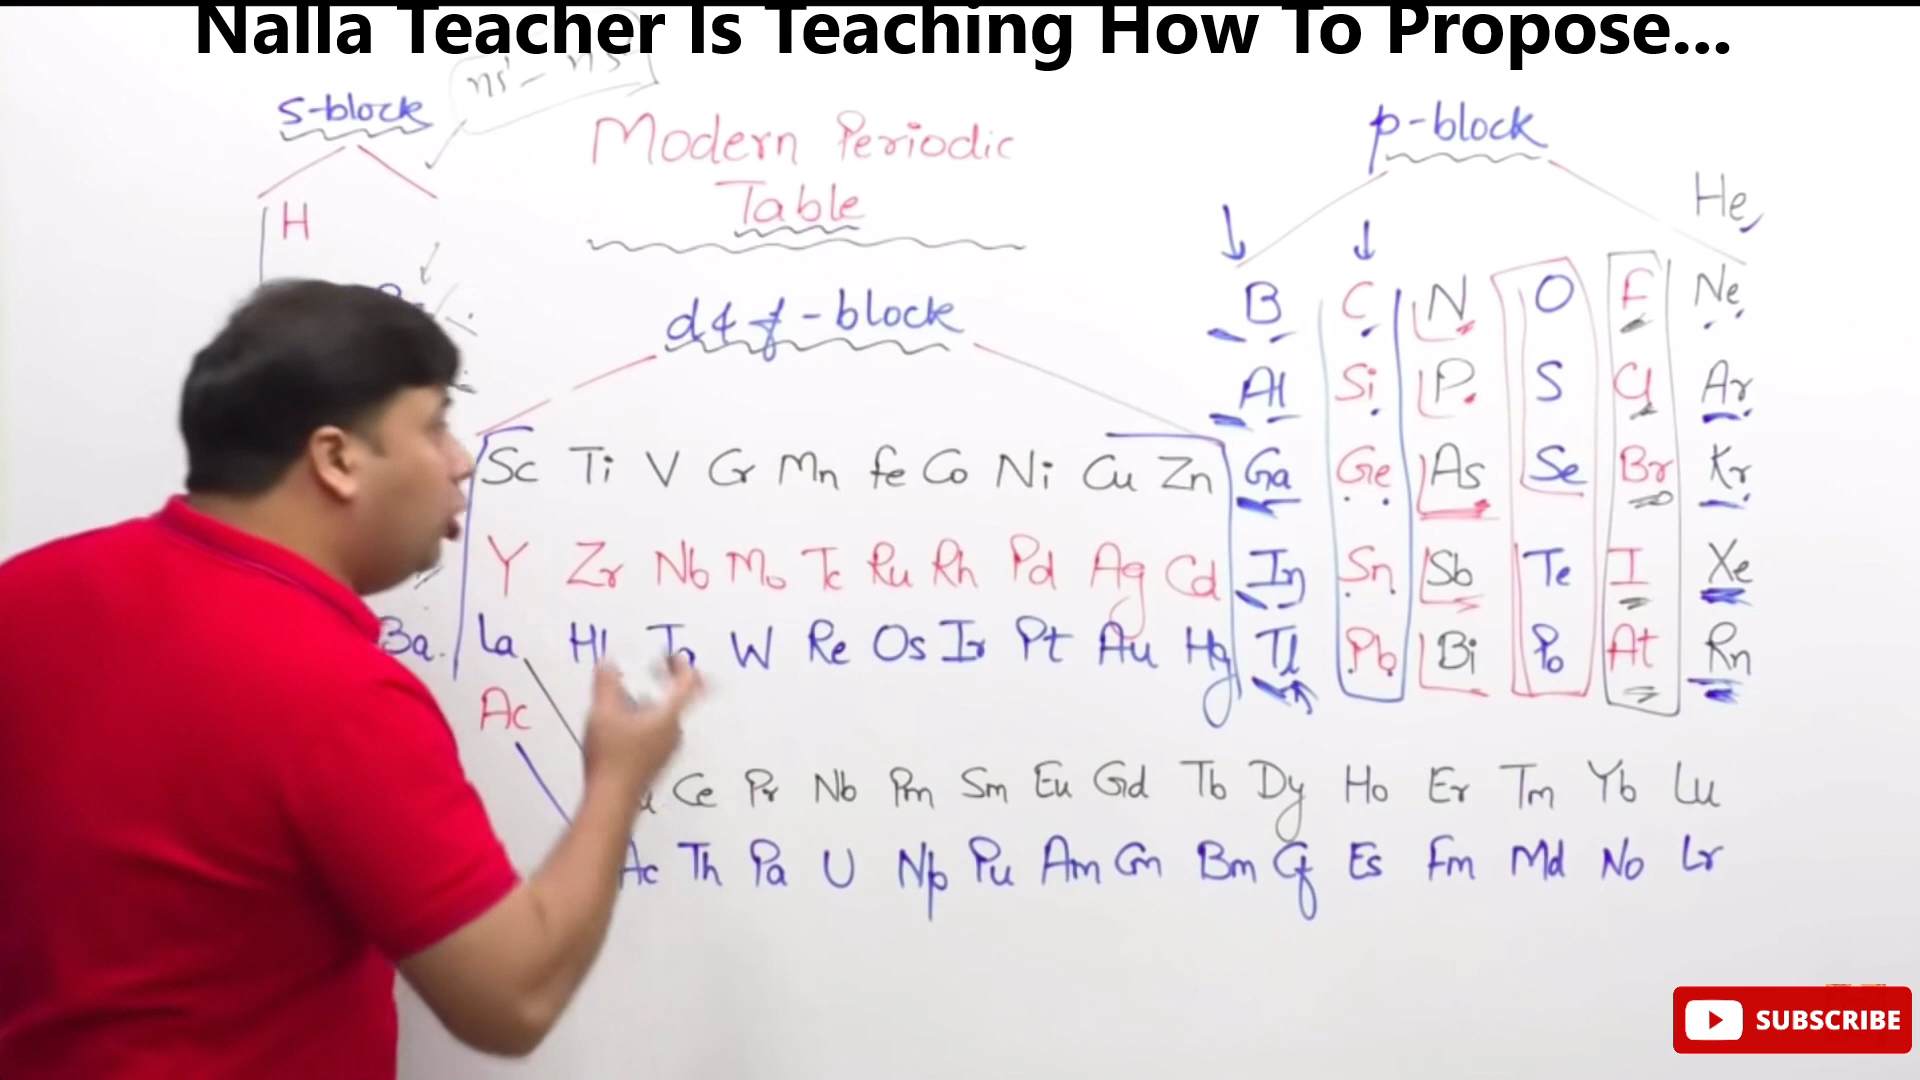 Nalla Teacher Is Teaching How To Propose...
ns¹ - ns²
s-block
Modern Periodic
Table
p-block
H
He
d & f - block
B C N O F Ne
Al Si P S Cl Ar
Sc Ti V Cr Mn Fe Co Ni Cu Zn Ga Ge As Se Br Kr
Y Zr Nb Mo Tc Ru Rh Pd Ag Cd In Sn Sb Te I Xe
Ba La W Re Os Ir Pt Au Hg Tl Pb Bi Po At Rn
Ac
Ce Pr Nb Pm Sm Eu Gd Tb Dy Ho Er Tm Yb Lu
Ac Th Pa U Np Pu Am Cm Bm Cf Es Fm Md No Lr
SUBSCRIBE